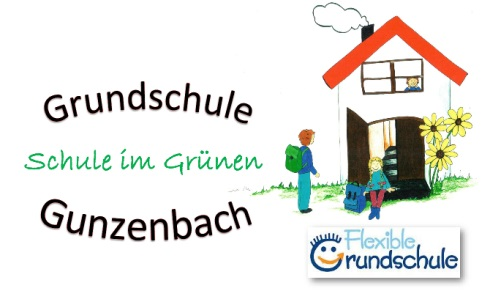 Grundschule
Schule im Grünen
Gunzenbach
Flexible
Grundschule